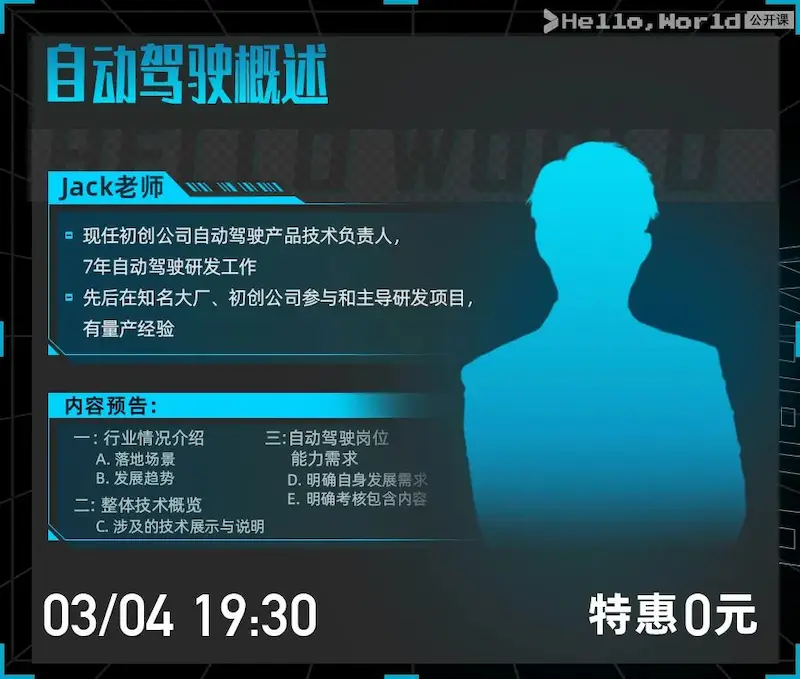 Hello,World 公开课
自动驾驶概述
HELLO WORLD
Jack老师
现任初创公司自动驾驶产品技术负责人，
7年自动驾驶研发工作
先后在知名大厂、初创公司参与和主导研发项目，
有量产经验
内容预告：
一：行业情况介绍
A. 落地场景
B. 发展趋势
二：整体技术概览
C. 涉及的技术展示与说明
三:自动驾驶岗位
能力需求
D. 明确自身发展需求
E. 明确考核包含内容
03/04 19:30
特惠0元